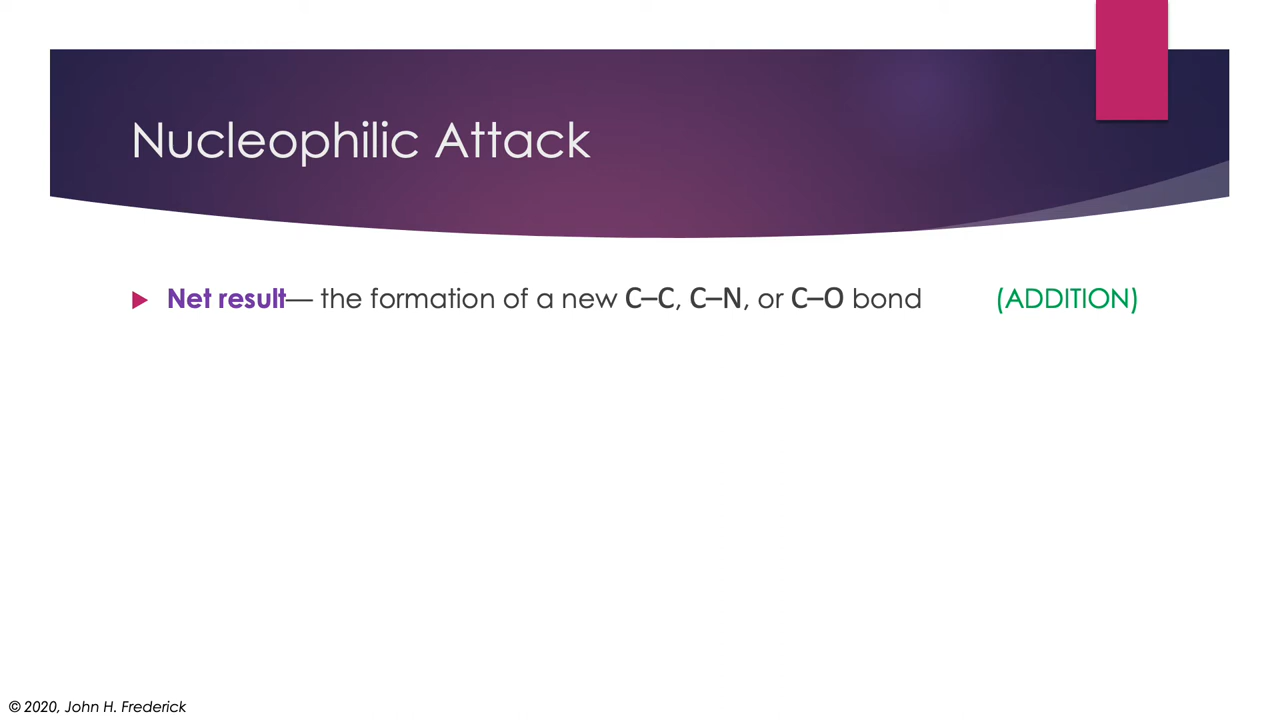 Nucleophilic Attack
Net result— the formation of a new C–C, C–N, or C–O bond (ADDITION)
© 2020, John H. Frederick